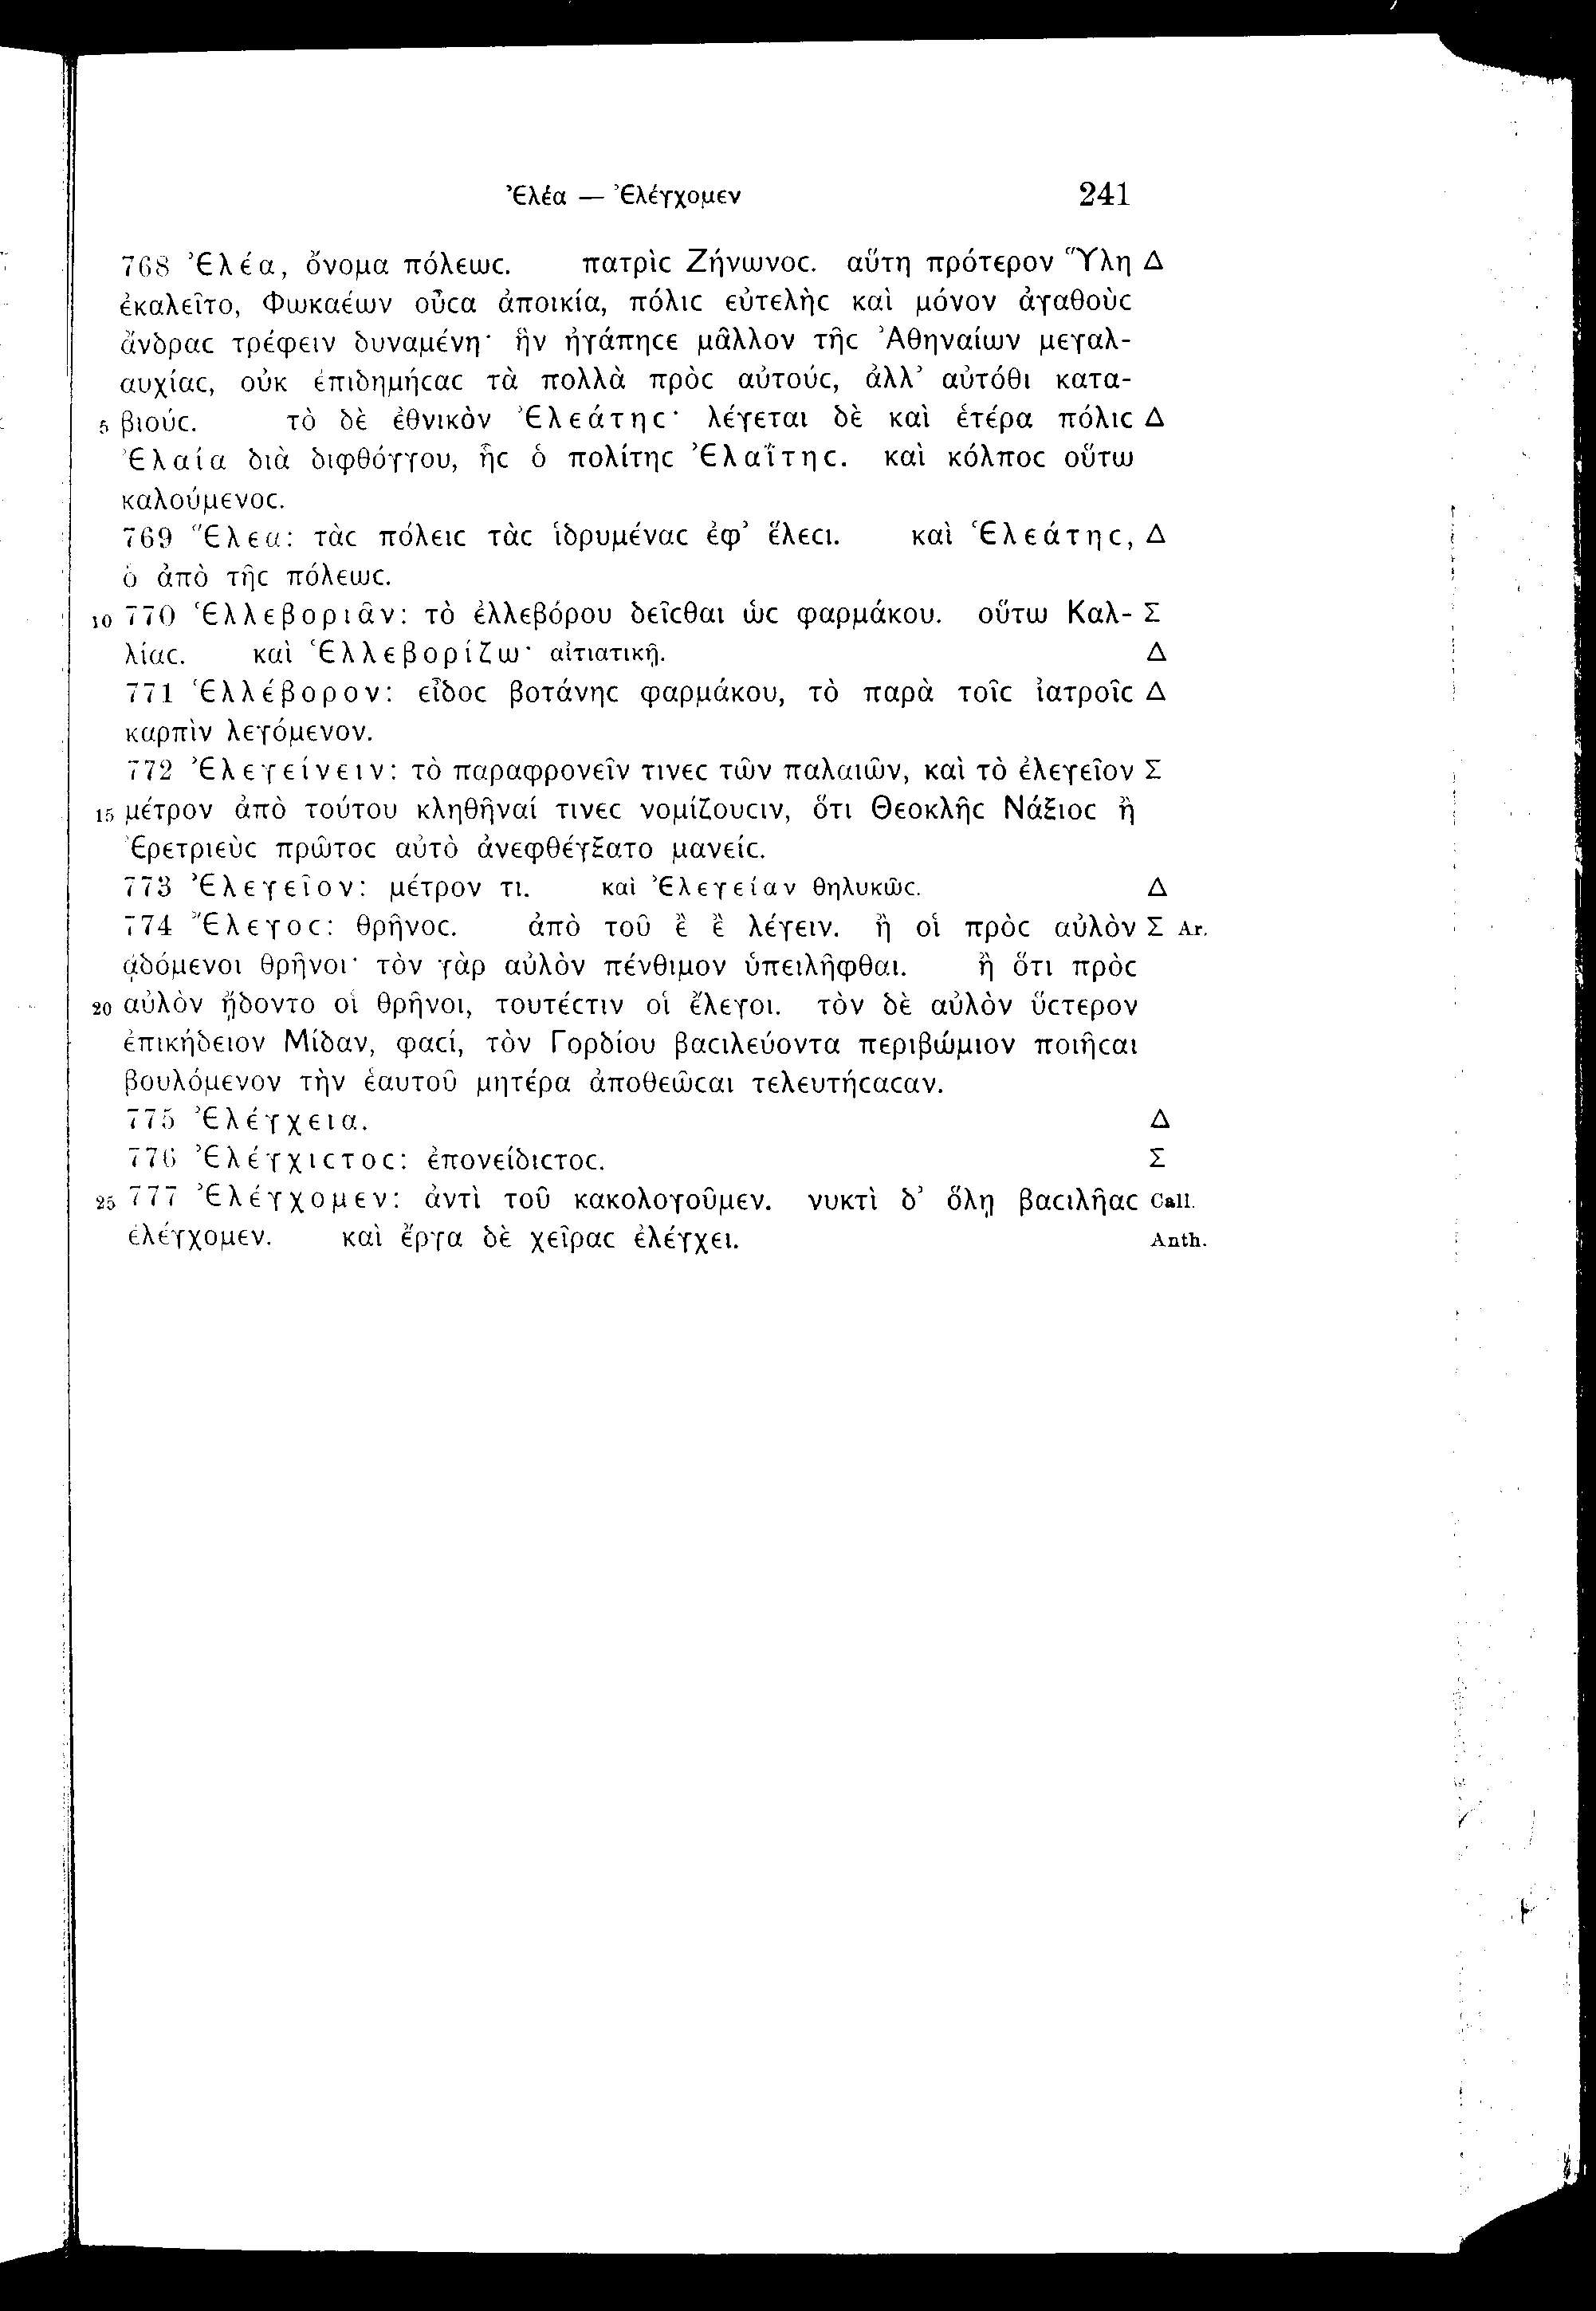 Ἐλέα — Ἐλέγχομεν 241
768 Ἐλέα, ὄνομα πόλεωϲ. πατρὶϲ Ζήνωνοϲ. αὕτη πρότερον Ὕλη Δ
ἐκαλεῖτο, Φωκαέων οὖϲα ἀποικία, πόλιϲ εὐτελὴϲ καὶ μόνον ἀγαθοὺϲ
ἄνδραϲ τρέφειν δυναμένη· ἣν ἠγάπηϲε μᾶλλον τῆϲ Ἀθηναίων μεγαλ-
αυχίαϲ, οὐκ ἐπιδημήϲαϲ τὰ πολλὰ πρὸϲ αὐτούϲ, ἀλλ’ αὐτόθι κατα-
5 βιούϲ. τὸ δὲ ἐθνικὸν Ἐλεάτηϲ· λέγεται δὲ καὶ ἑτέρα πόλιϲ Δ
Ἐλαία διὰ διφθόγγου, ἧϲ ὁ πολίτηϲ Ἐλαΐτηϲ. καὶ κόλποϲ οὕτω
καλούμενοϲ.
769 Ἕλεα: τὰϲ πόλειϲ τὰϲ ἱδρυμέναϲ ἐφ’ ἕλεϲι. καὶ Ἑλεάτηϲ, Δ
ὁ ἀπὸ τῆϲ πόλεωϲ.
10 770 Ἑλλεβοριᾶν: τὸ ἐλλεβόρου δεῖϲθαι ὡϲ φαρμάκου. οὕτω Καλ- Σ
λίαϲ. καὶ Ἑλλεβορίζω· αἰτιατικῇ. Δ
771 Ἑλλέβορον: εἶδοϲ βοτάνηϲ φαρμάκου, τὸ παρὰ τοῖϲ ἰατροῖϲ Δ
καρπὶν λεγόμενον.
772 Ἐλεγείνειν: τὸ παραφρονεῖν τινεϲ τῶν παλαιῶν, καὶ τὸ ἐλεγεῖον Σ
15 μέτρον ἀπὸ τούτου κληθῆναί τινεϲ νομίζουϲιν, ὅτι Θεοκλῆϲ Νάξιοϲ ἢ
Ἐρετριεὺϲ πρῶτοϲ αὐτὸ ἀνεφθέγξατο μανείϲ.
773 Ἐλεγεῖον: μέτρον τι. καὶ Ἐλεγείαν θηλυκῶϲ. Δ
774 Ἔλεγοϲ: θρῆνοϲ. ἀπὸ τοῦ ἒ ἒ λέγειν. ἢ οἱ πρὸϲ αὐλὸν Σ Ar.
ᾀδόμενοι θρῆνοι· τὸν γὰρ αὐλὸν πένθιμον ὑπειλῆφθαι. ἢ ὅτι πρὸϲ
20 αὐλὸν ᾔδοντο οἱ θρῆνοι, τουτέϲτιν οἱ ἔλεγοι. τὸν δὲ αὐλὸν ὕϲτερον
ἐπικήδειον Μίδαν, φαϲί, τὸν Γορδίου βαϲιλεύοντα περιβώμιον ποιῆϲαι
βουλόμενον τὴν ἑαυτοῦ μητέρα ἀποθεῶϲαι τελευτήϲαϲαν.
775 Ἐλέγχεια. Δ
776 Ἐλέγχιϲτοϲ: ἐπονείδιϲτοϲ. Σ
25 777 Ἐλέγχομεν: ἀντὶ τοῦ κακολογοῦμεν. νυκτὶ δ’ ὅλῃ βαϲιλῆαϲ Call.
ἐλέγχομεν. καὶ ἔργα δὲ χεῖραϲ ἐλέγχει. Anth.